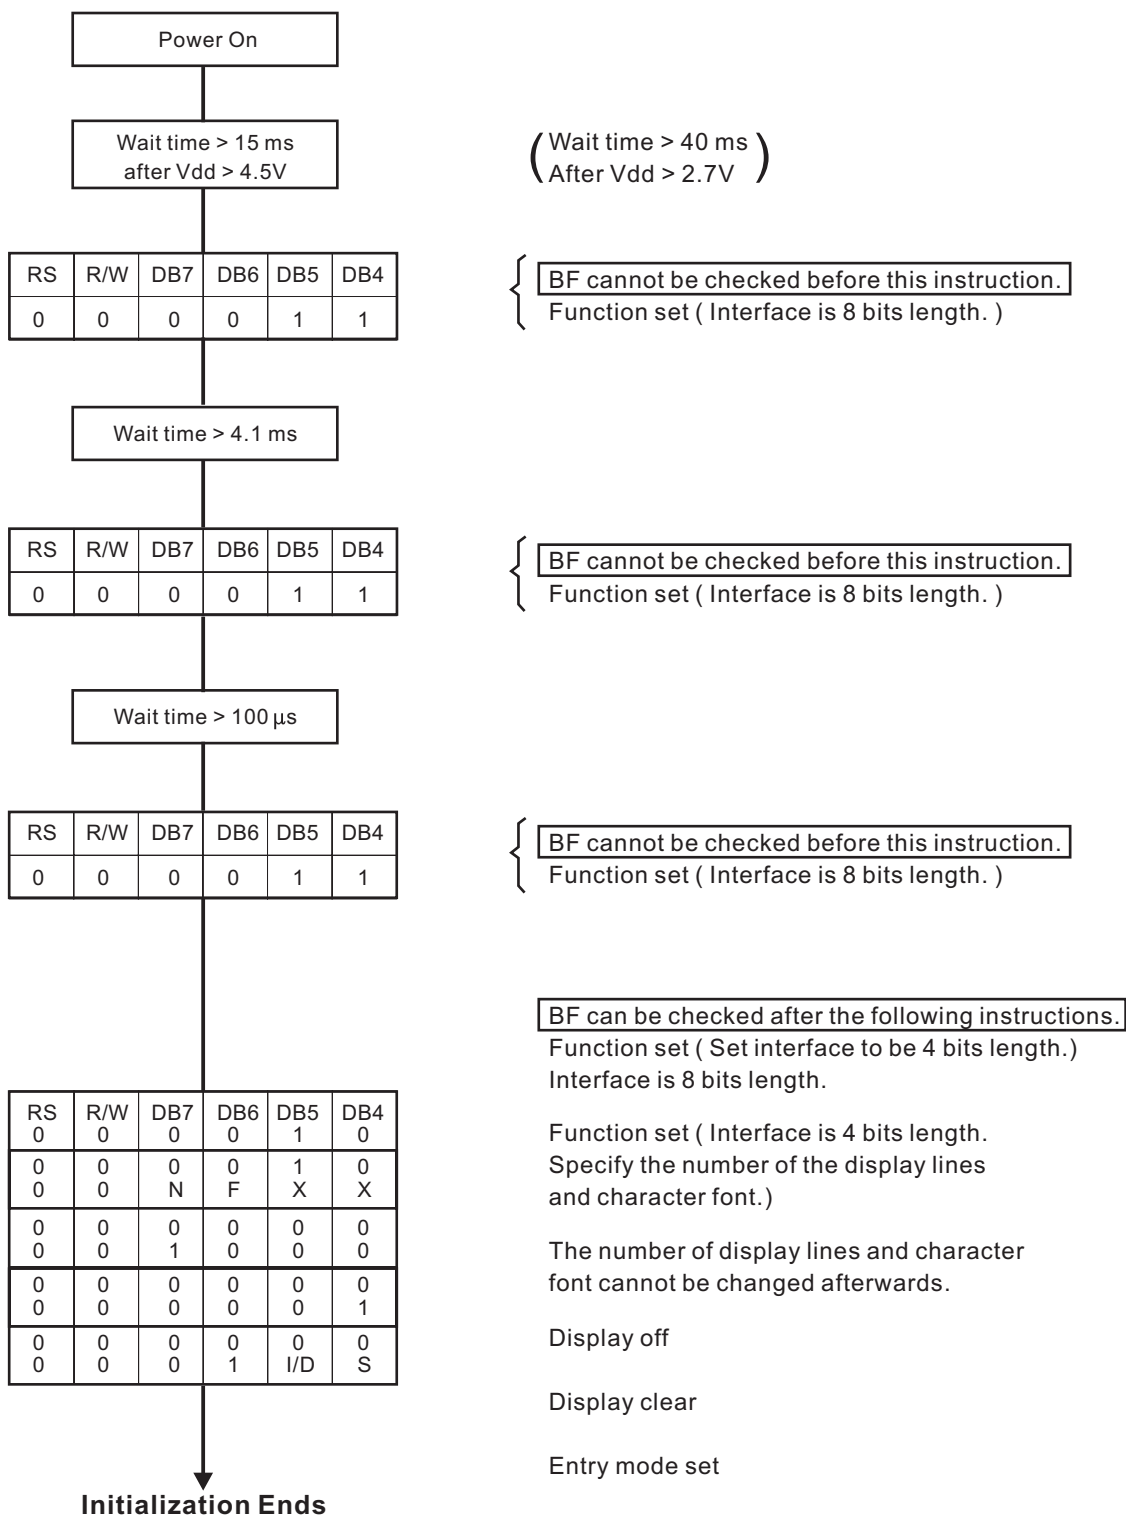 Power On
Wait time > 15 ms
after Vdd > 4.5V
(Wait time > 40 ms
After Vdd > 2.7V)
RS R/W DB7 DB6 DB5 DB4
0 0 0 0 1 1
BF cannot be checked before this instruction.
Function set ( Interface is 8 bits length. )
Wait time > 4.1 ms
RS R/W DB7 DB6 DB5 DB4
0 0 0 0 1 1
BF cannot be checked before this instruction.
Function set ( Interface is 8 bits length. )
Wait time > 100 μs
RS R/W DB7 DB6 DB5 DB4
0 0 0 0 1 1
BF cannot be checked before this instruction.
Function set ( Interface is 8 bits length. )
BF can be checked after the following instructions.
Function set ( Set interface to be 4 bits length.)
Interface is 8 bits length.
RS R/W DB7 DB6 DB5 DB4
0 0 0 0 1 0
0 0 0 0 1 0
0 0 N F X X
0 0 0 0 0 0
0 0 1 0 0 0
0 0 0 0 0 0
0 0 0 0 0 1
0 0 0 0 0 0
0 0 0 1 I/D S
Function set ( Interface is 4 bits length.
Specify the number of the display lines
and character font.)
The number of display lines and character
font cannot be changed afterwards.
Display off
Display clear
Entry mode set
Initialization Ends